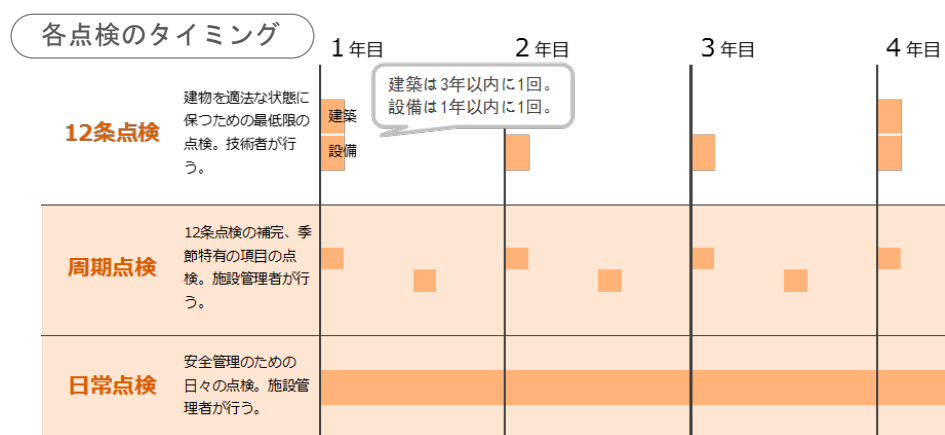 各点検のタイミング
1年目
2年目
3年目
4年目
建築は3年以内に1回。
設備は1年以内に1回。
12条点検
建物を適法な状態に
保つための最低限の
点検。技術者が行
う。
建築
設備
周期点検
12条点検の補完、季
節特有の項目の点
検。施設管理者が行
う。
日常点検
安全管理のための
日々の点検。施設管
理者が行う。